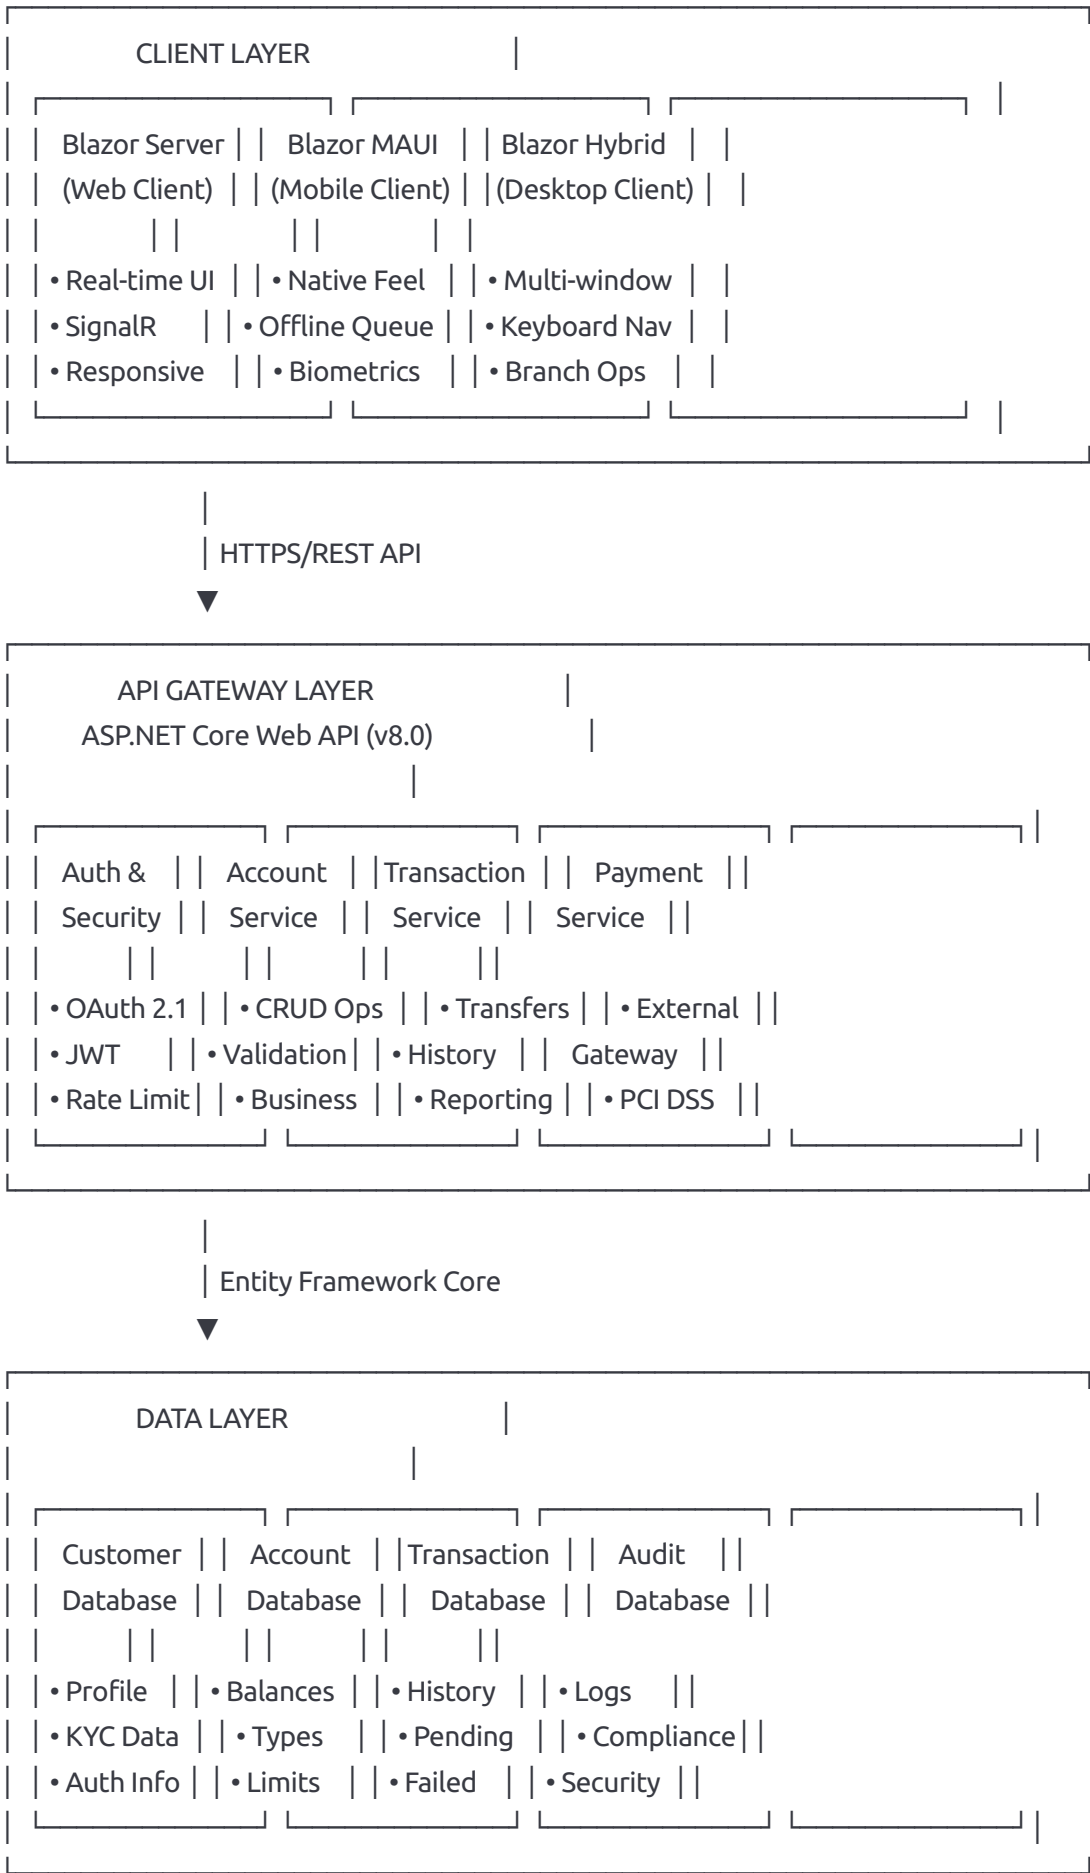 CLIENT LAYER
Blazor Server Blazor MAUI Blazor Hybrid
(Web Client) (Mobile Client) (Desktop Client)
• Real-time UI • Native Feel • Multi-window
• SignalR • Offline Queue • Keyboard Nav
• Responsive • Biometrics • Branch Ops
HTTPS/REST API
API GATEWAY LAYER
ASP.NET Core Web API (v8.0)
Auth & Account Transaction Payment
Security Service Service Service
• OAuth 2.1 • CRUD Ops • Transfers • External
• JWT • Validation • History Gateway
• Rate Limit • Business • Reporting • PCI DSS
Entity Framework Core
DATA LAYER
Customer Account Transaction Audit
Database Database Database Database
• Profile • Balances • History • Logs
• KYC Data • Types • Pending • Compliance
• Auth Info • Limits • Failed • Security